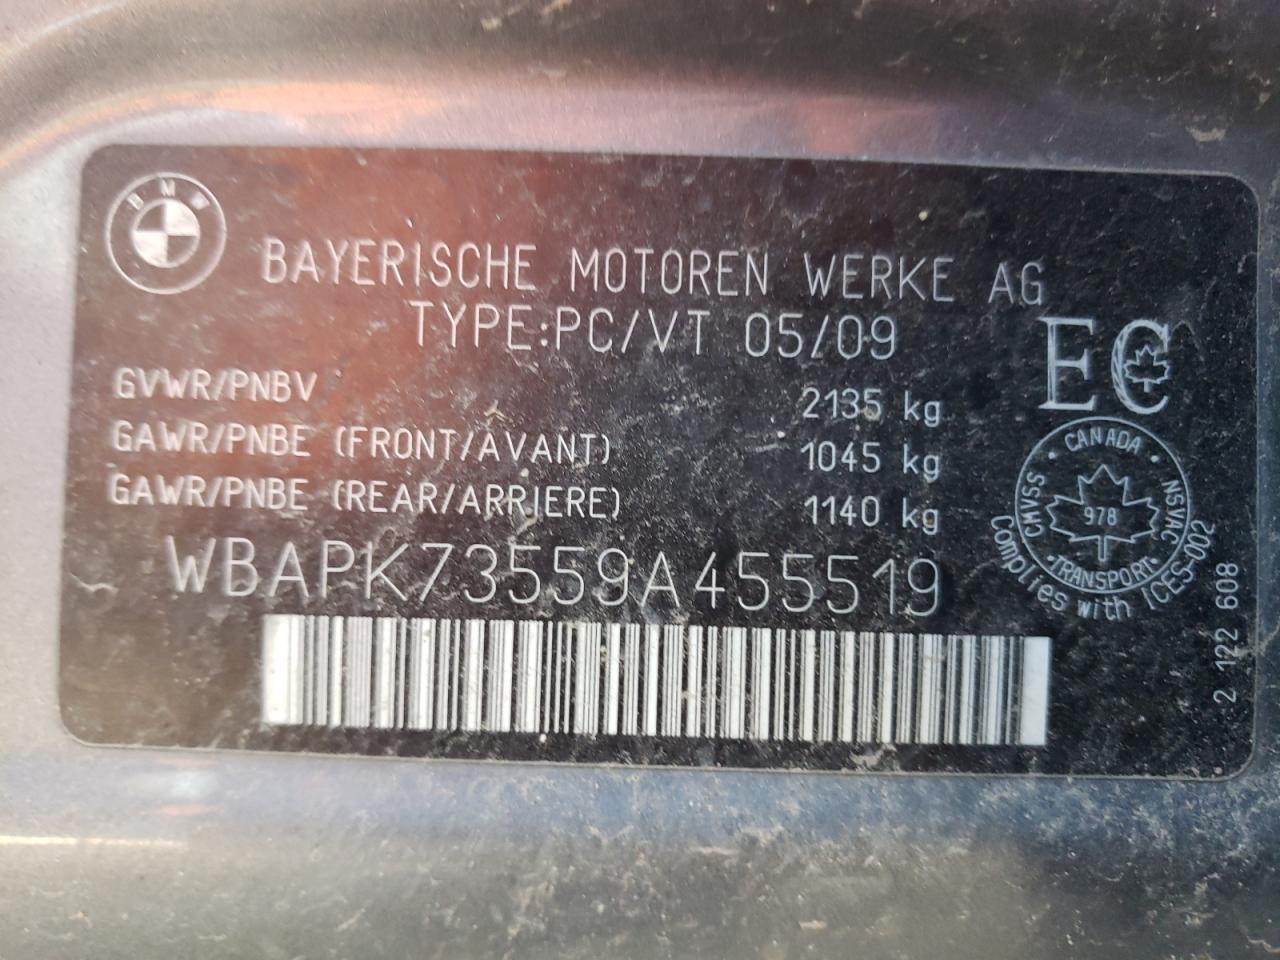 BMW
BAYERISCHE MOTOREN WERKE AG
TYPE:PC/VT 05/09
GVWR/PNBV 2135 kg
GAWR/PNBE (FRONT/AVANT) 1045 kg
GAWR/PNBE (REAR/ARRIERE) 1140 kg
WBAPK73559A455519
EC
CANADA
CMVSS
NSVAC
978
TRANSPORT
Complies with ICES-002
2 122 608